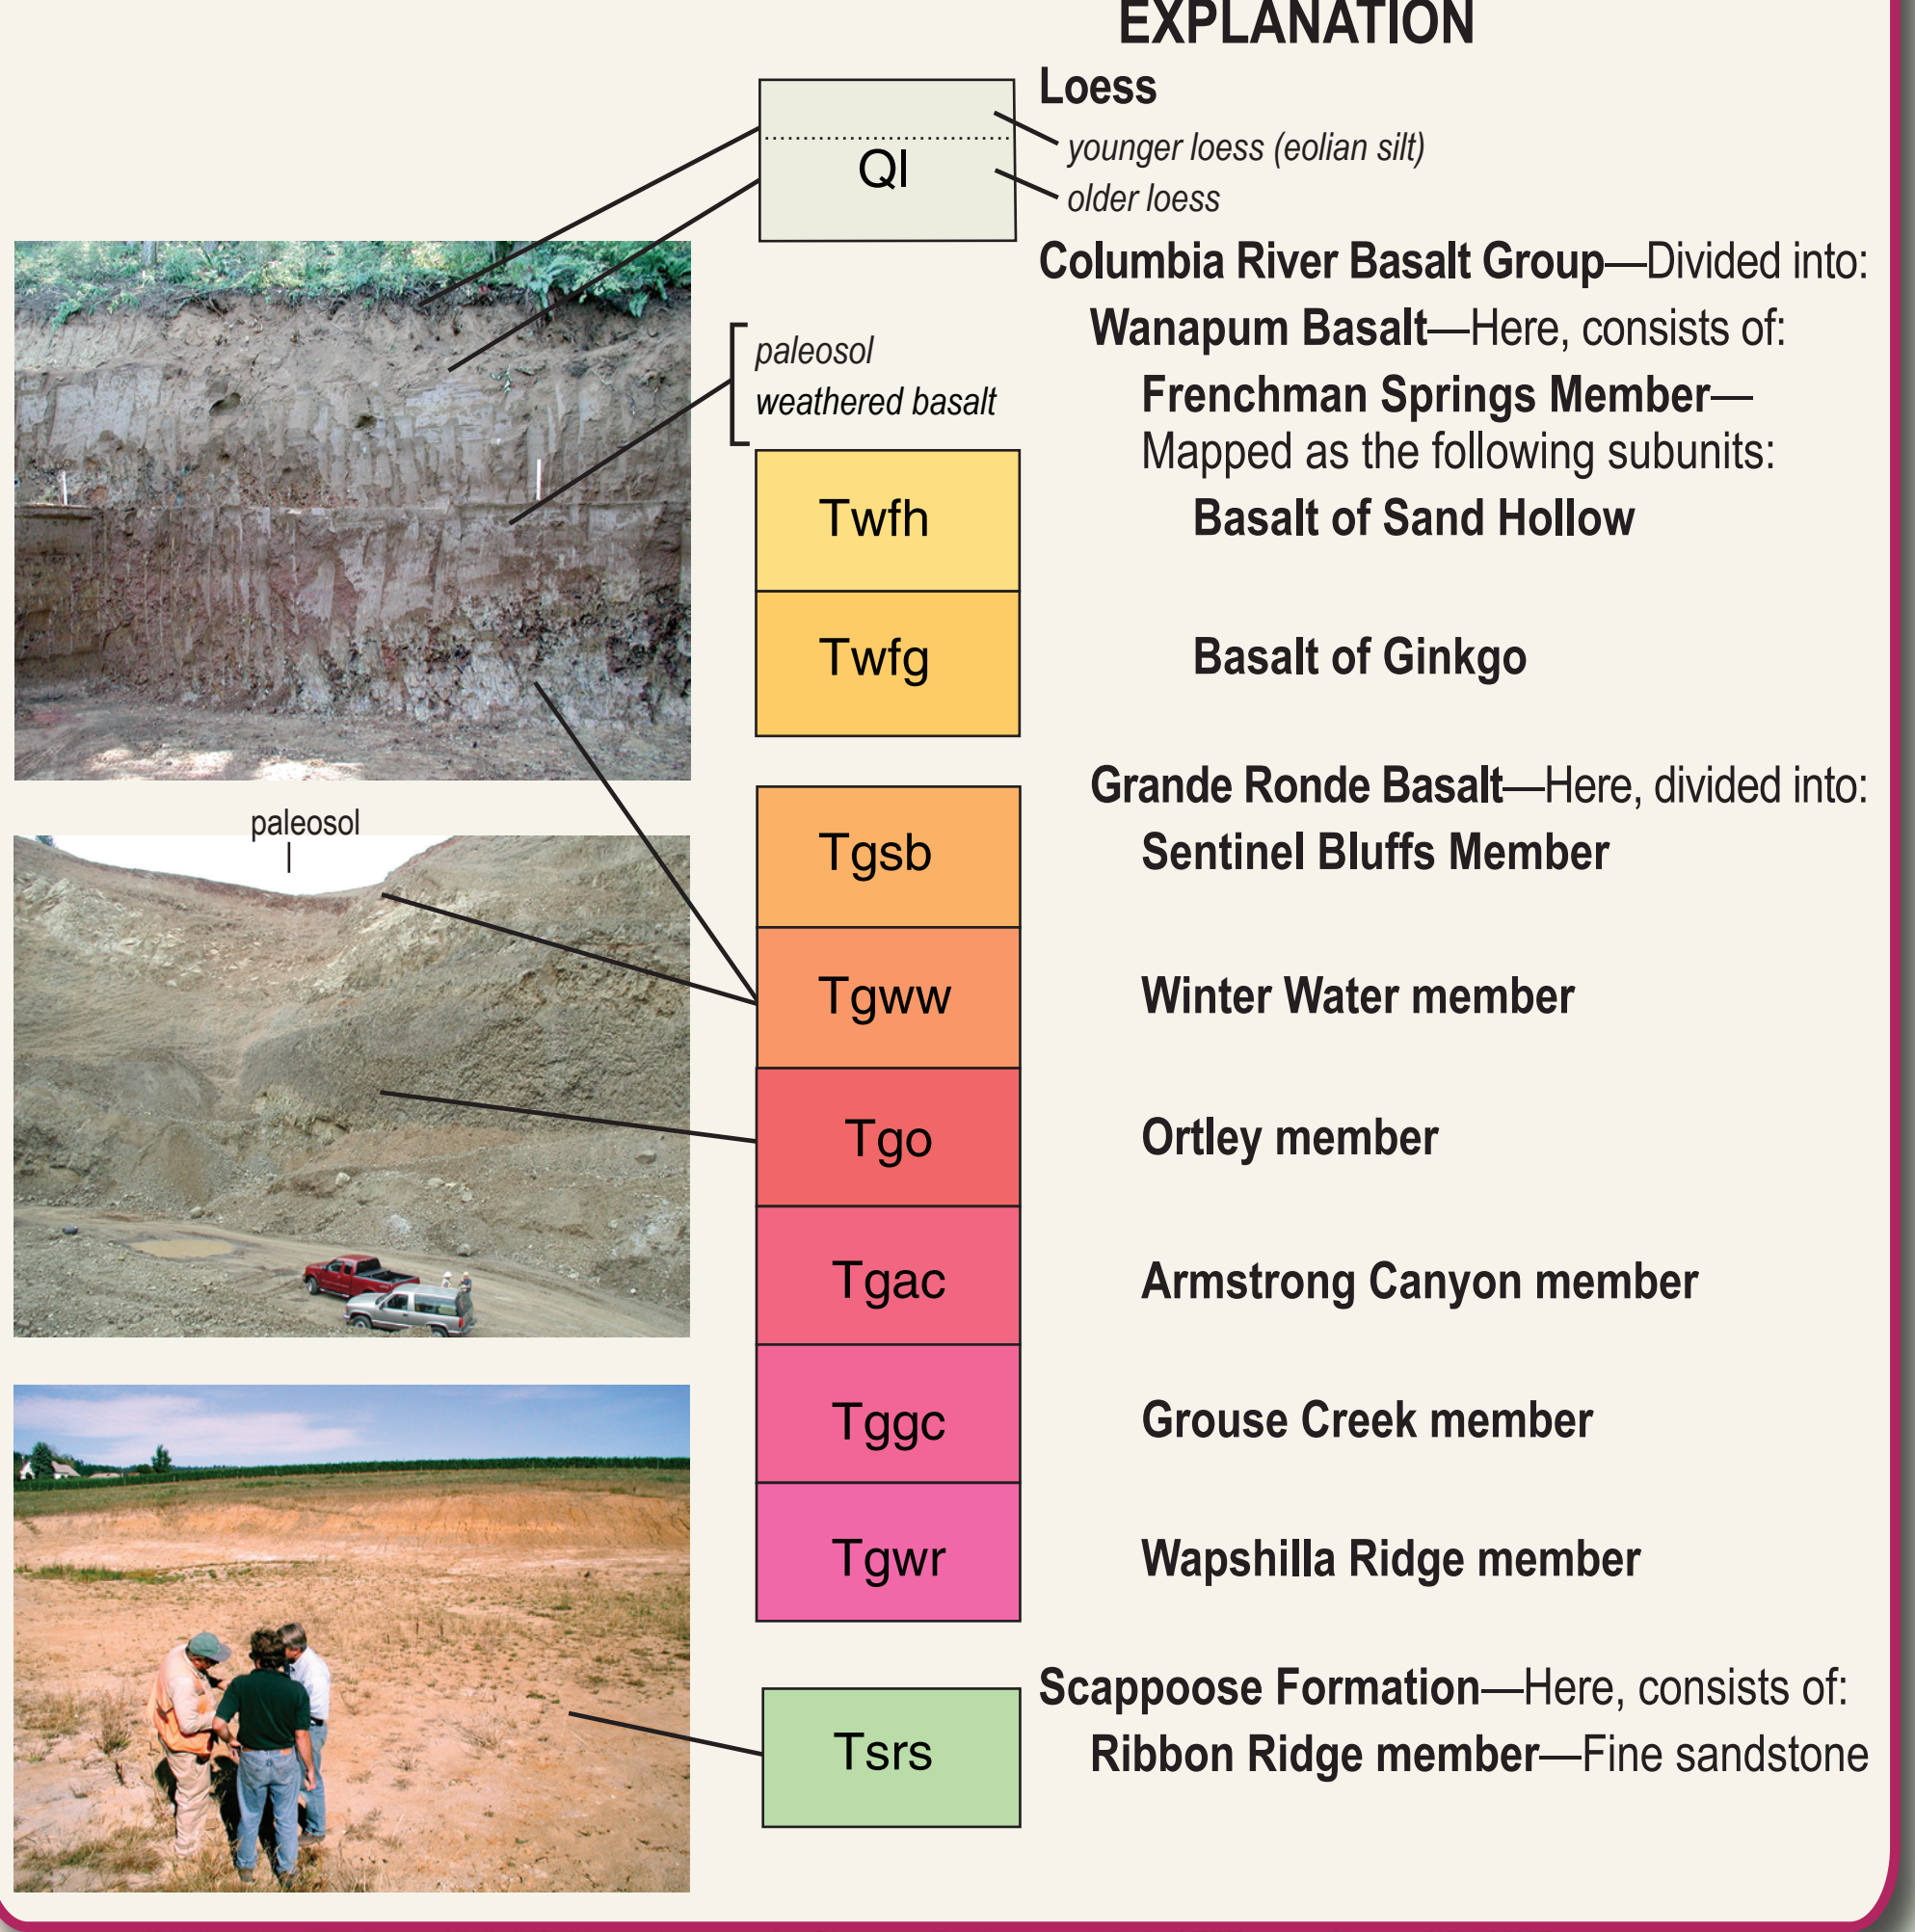 EXPLANATION
Loess
younger loess (eolian silt)
Ql
older loess
Columbia River Basalt Group—Divided into:
Wanapum Basalt—Here, consists of:
paleosol
weathered basalt
Frenchman Springs Member—
Mapped as the following subunits:
Twfh
Basalt of Sand Hollow
Twfg
Basalt of Ginkgo
Grande Ronde Basalt—Here, divided into:
paleosol
Tgsb
Sentinel Bluffs Member
Tgww
Winter Water member
Tgo
Ortley member
Tgac
Armstrong Canyon member
Tggc
Grouse Creek member
Tgwr
Wapshilla Ridge member
Scappoose Formation—Here, consists of:
Tsrs
Ribbon Ridge member—Fine sandstone